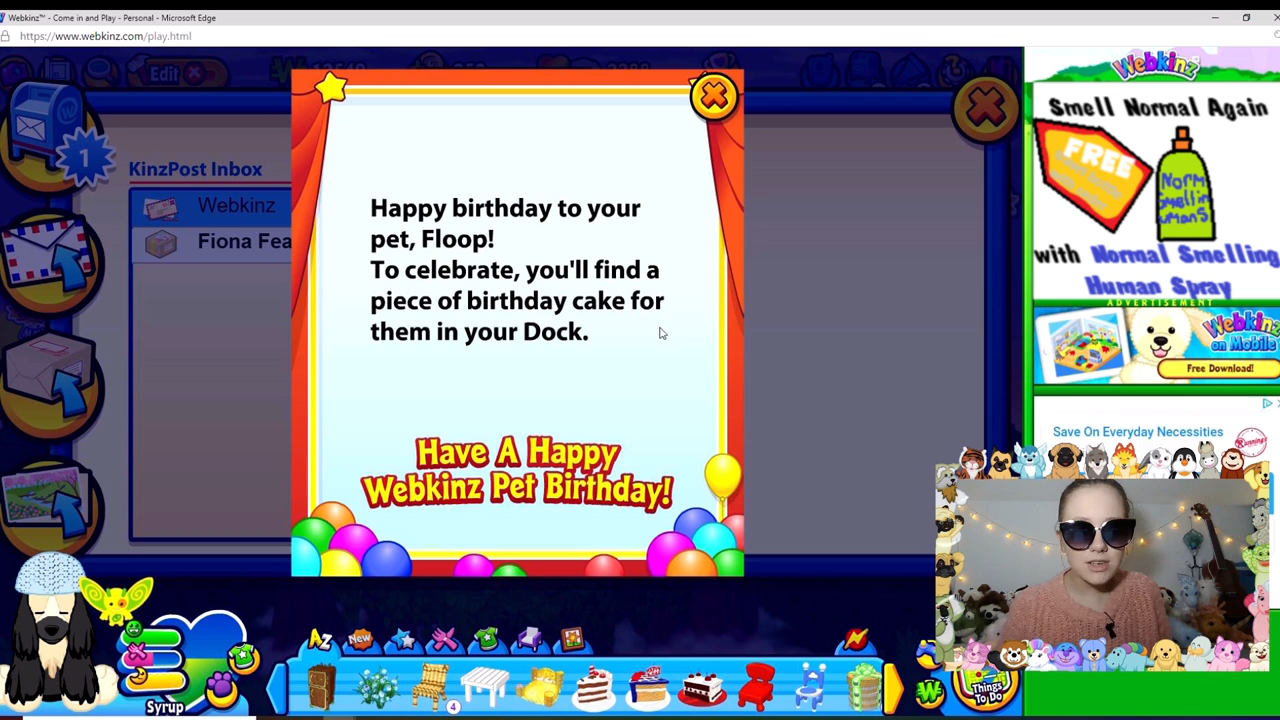 Webkinz™ - Come in and Play - Personal - Microsoft Edge
https://www.webkinz.com/play.html
Edit
1
KinzPost Inbox
Webkinz
Fiona Fea
Happy birthday to your
pet, Floop!
To celebrate, you'll find a
piece of birthday cake for
them in your Dock.
Have A Happy
Webkinz Pet Birthday!
Webkinz
Smell Normal Again
FREE
with Normal Smelling
Human Spray
ADVERTISEMENT
Webkinz
on Mobile
Free Download!
Save On Everyday Necessities
Syrup
AZ
New
4
W
Things
To Do